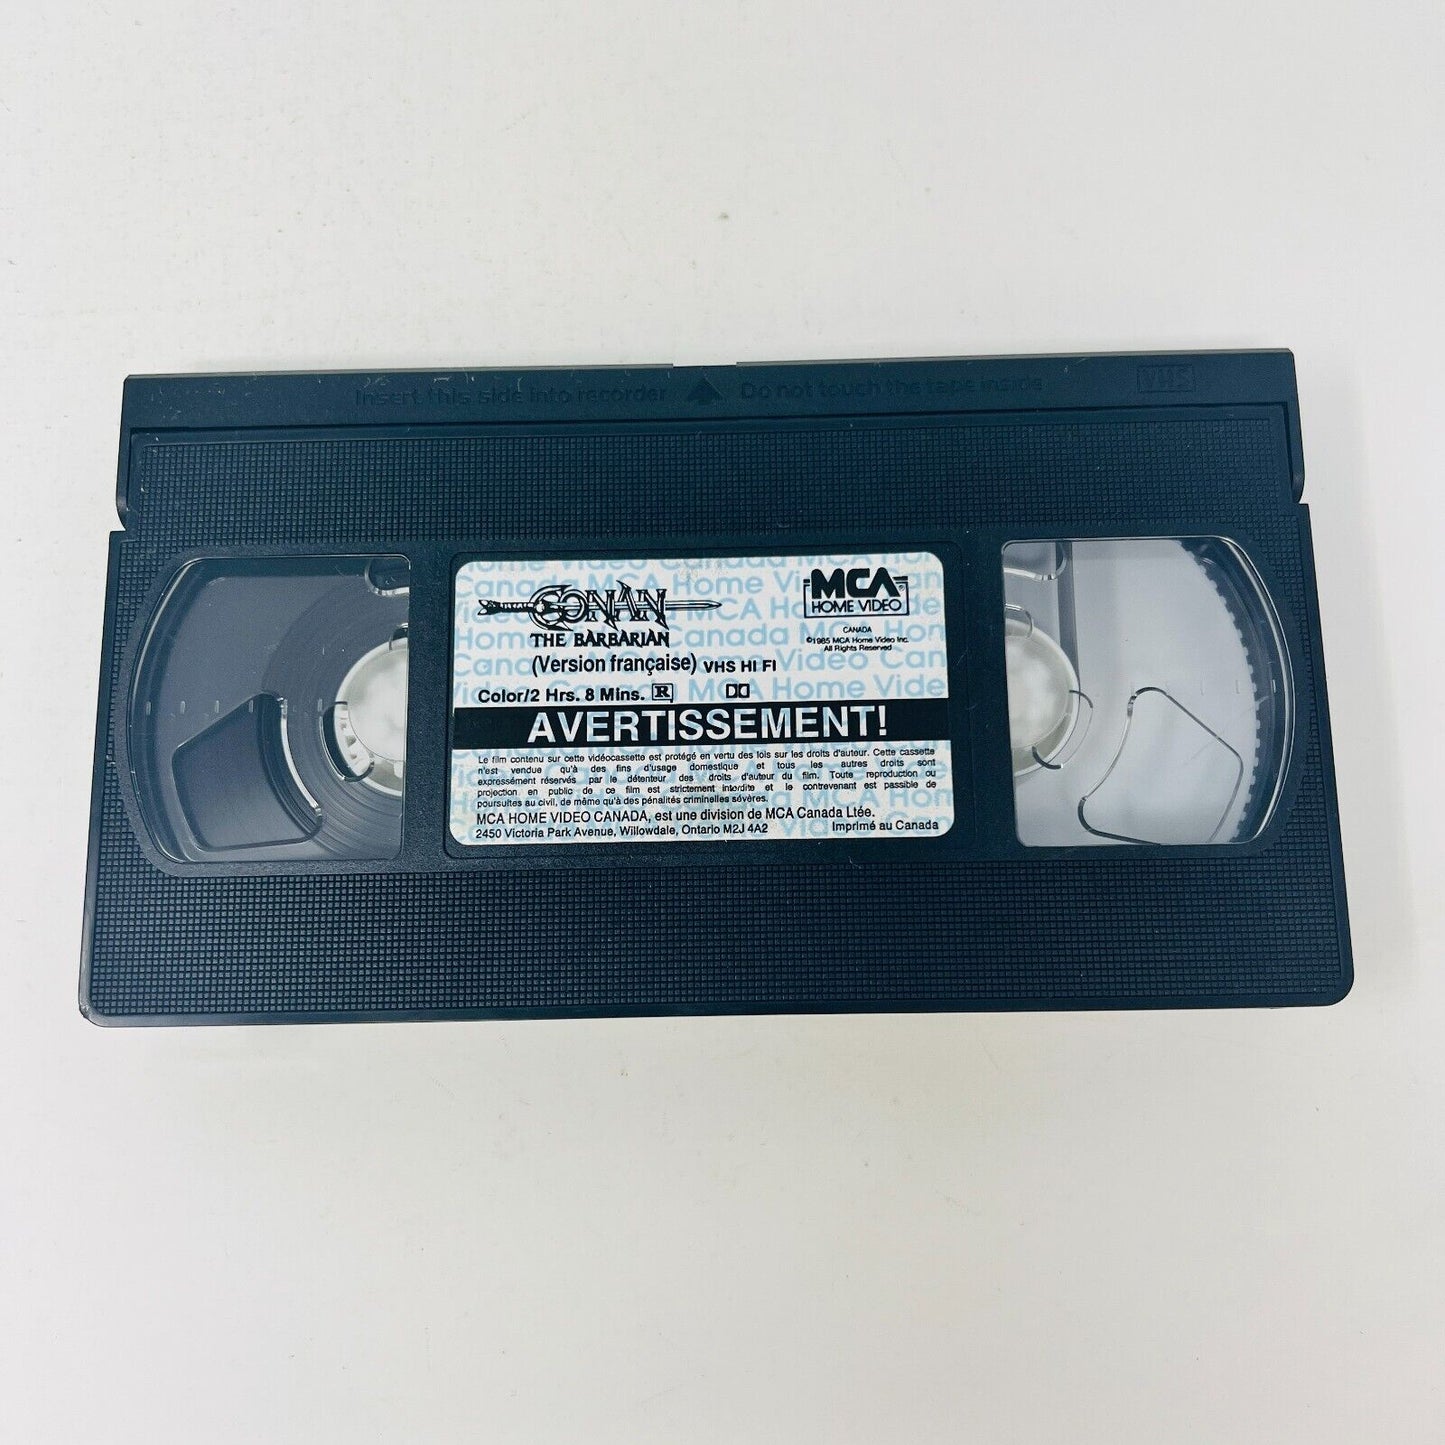 Insert this side into recorder Do not touch the tape inside VHS
CONAN
THE BARBARIAN
(Version française) VHS HI FI
Color/2 Hrs. 8 Mins. R
MCA
HOME VIDEO
CANADA
©1985 MCA Home Video Inc.
All Rights Reserved
AVERTISSEMENT!
Le film contenu sur cette vidéocassette est protégé en vertu des lois sur les droits d'auteur. Cette cassette
n'est vendue qu'à des fins d'usage domestique et tous les autres droits sont
expressément réservés par le détenteur des droits d'auteur du film. Toute reproduction ou
projection en public de ce film est strictement interdite et le contrevenant est passible de
poursuites au civil, de même qu'à des pénalités criminelles sévères.
MCA HOME VIDEO CANADA, est une division de MCA Canada Ltée.
2450 Victoria Park Avenue, Willowdale, Ontario M2J 4A2 Imprimé au Canada